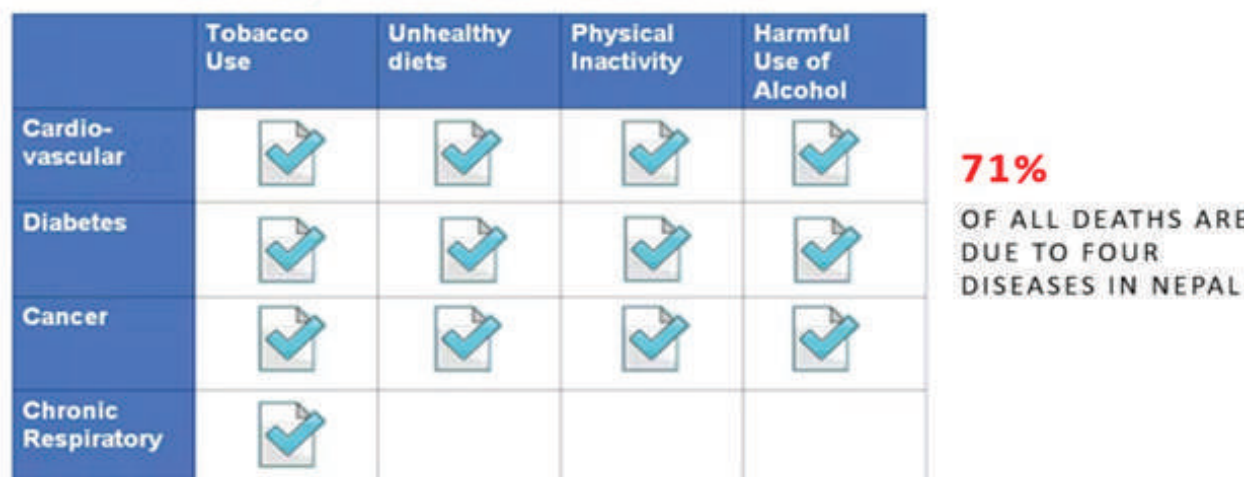 Tobacco Use
Unhealthy diets
Physical Inactivity
Harmful Use of Alcohol
Cardio-
vascular
Diabetes
Cancer
Chronic
Respiratory
71%
OF ALL DEATHS ARE
DUE TO FOUR
DISEASES IN NEPAL